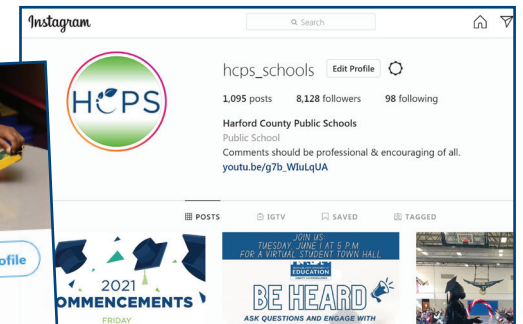 Instagram
Search
hcps_schools Edit Profile
1,095 posts 8,128 followers 98 following
Harford County Public Schools
Public School
Comments should be professional & encouraging of all.
youtu.be/g7b_WIuLqUA
HCPS
POSTS IGTV SAVED TAGGED
ofile
2021
OMMENCEMENTS
FRIDAY
JOIN US:
TUESDAY, JUNE 1 AT 5 P.M.
FOR A VIRTUAL STUDENT TOWN HALL
EDUCATION
BE HEARD
ASK QUESTIONS AND ENGAGE WITH